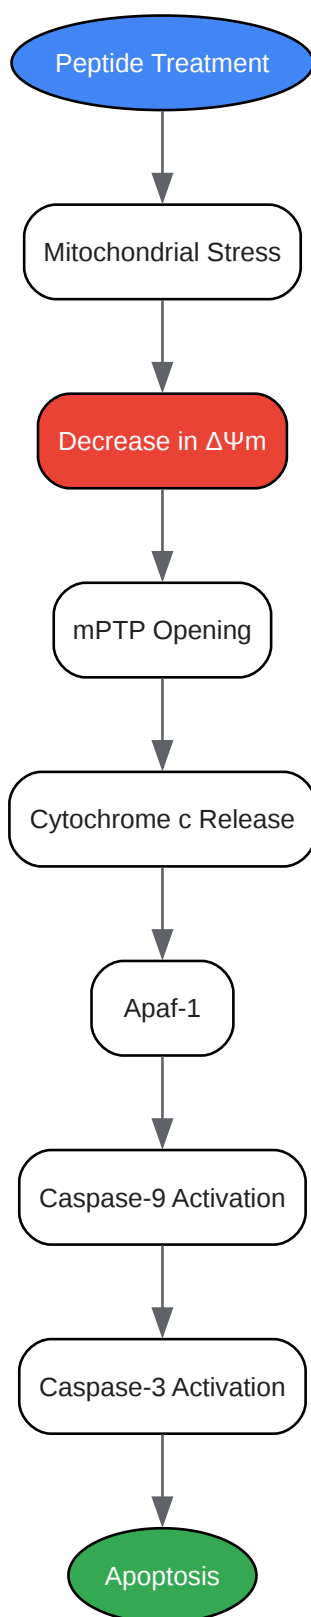 Peptide Treatment
Mitochondrial Stress
Decrease in ΔΨm
mPTP Opening
Cytochrome c Release
Apaf-1
Caspase-9 Activation
Caspase-3 Activation
Apoptosis